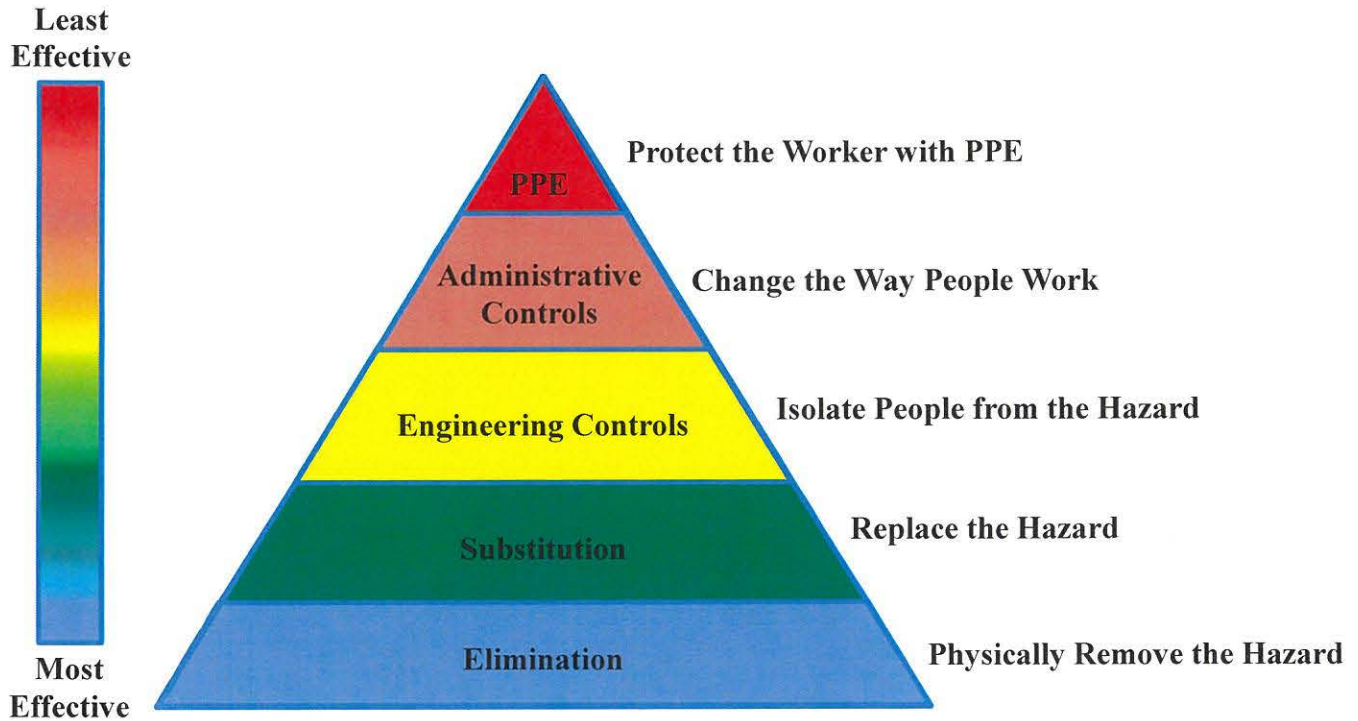 Least
Effective
PPE
Protect the Worker with PPE
Administrative
Controls
Change the Way People Work
Engineering Controls
Isolate People from the Hazard
Substitution
Replace the Hazard
Elimination
Physically Remove the Hazard
Most
Effective